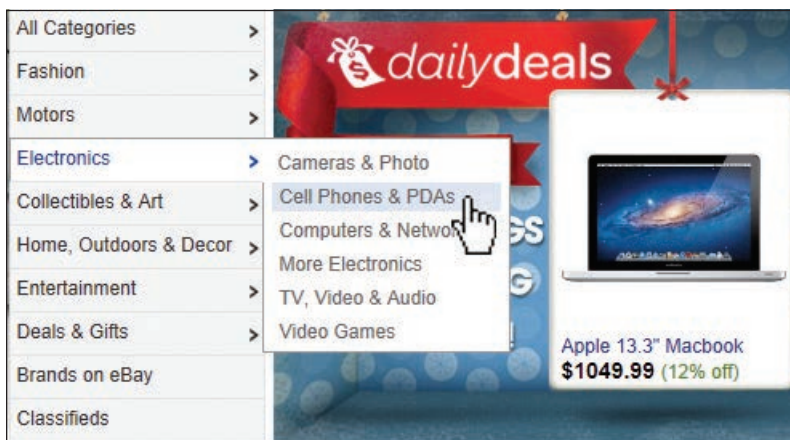 All Categories >
Fashion >
Motors >
Electronics >
Collectibles & Art >
Home, Outdoors & Decor >
Entertainment >
Deals & Gifts >
Brands on eBay
Classifieds
Cameras & Photo
Cell Phones & PDAs
Computers &
More Electronics
TV, Video & Audio
Video Games
$ dailydeals
Apple 13.3" Macbook
$1049.99 (12% off)